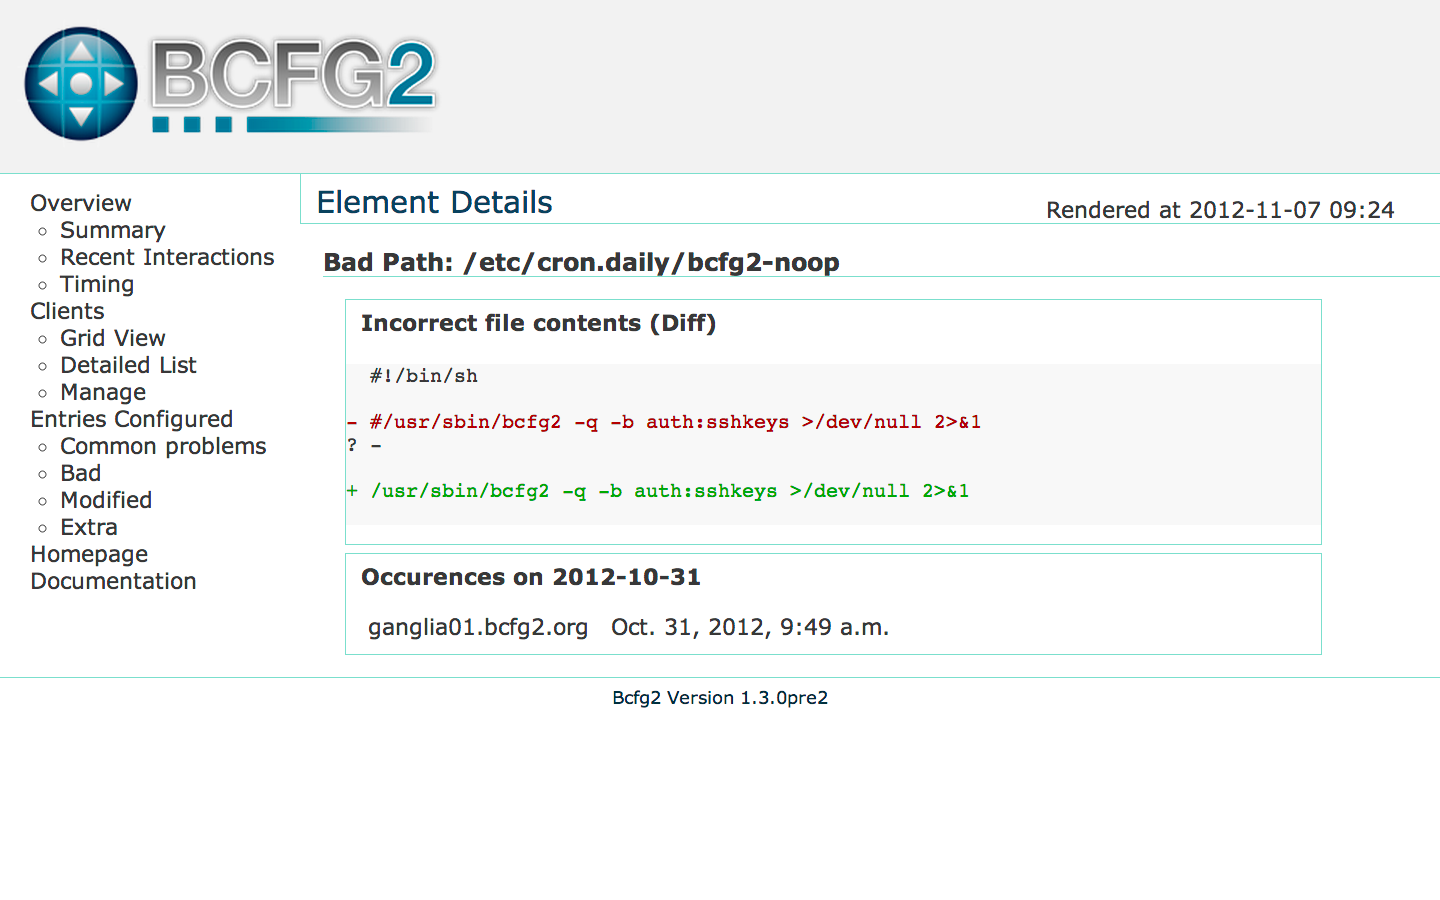 BCFG2
Overview
Summary
Recent Interactions
Timing
Clients
Grid View
Detailed List
Manage
Entries Configured
Common problems
Bad
Modified
Extra
Homepage
Documentation
Element Details
Rendered at 2012-11-07 09:24
Bad Path: /etc/cron.daily/bcfg2-noop
Incorrect file contents (Diff)
#!/bin/sh
- #/usr/sbin/bcfg2 -q -b auth:sshkeys >/dev/null 2>&1
? -
+ /usr/sbin/bcfg2 -q -b auth:sshkeys >/dev/null 2>&1
Occurences on 2012-10-31
ganglia01.bcfg2.org Oct. 31, 2012, 9:49 a.m.
Bcfg2 Version 1.3.0pre2